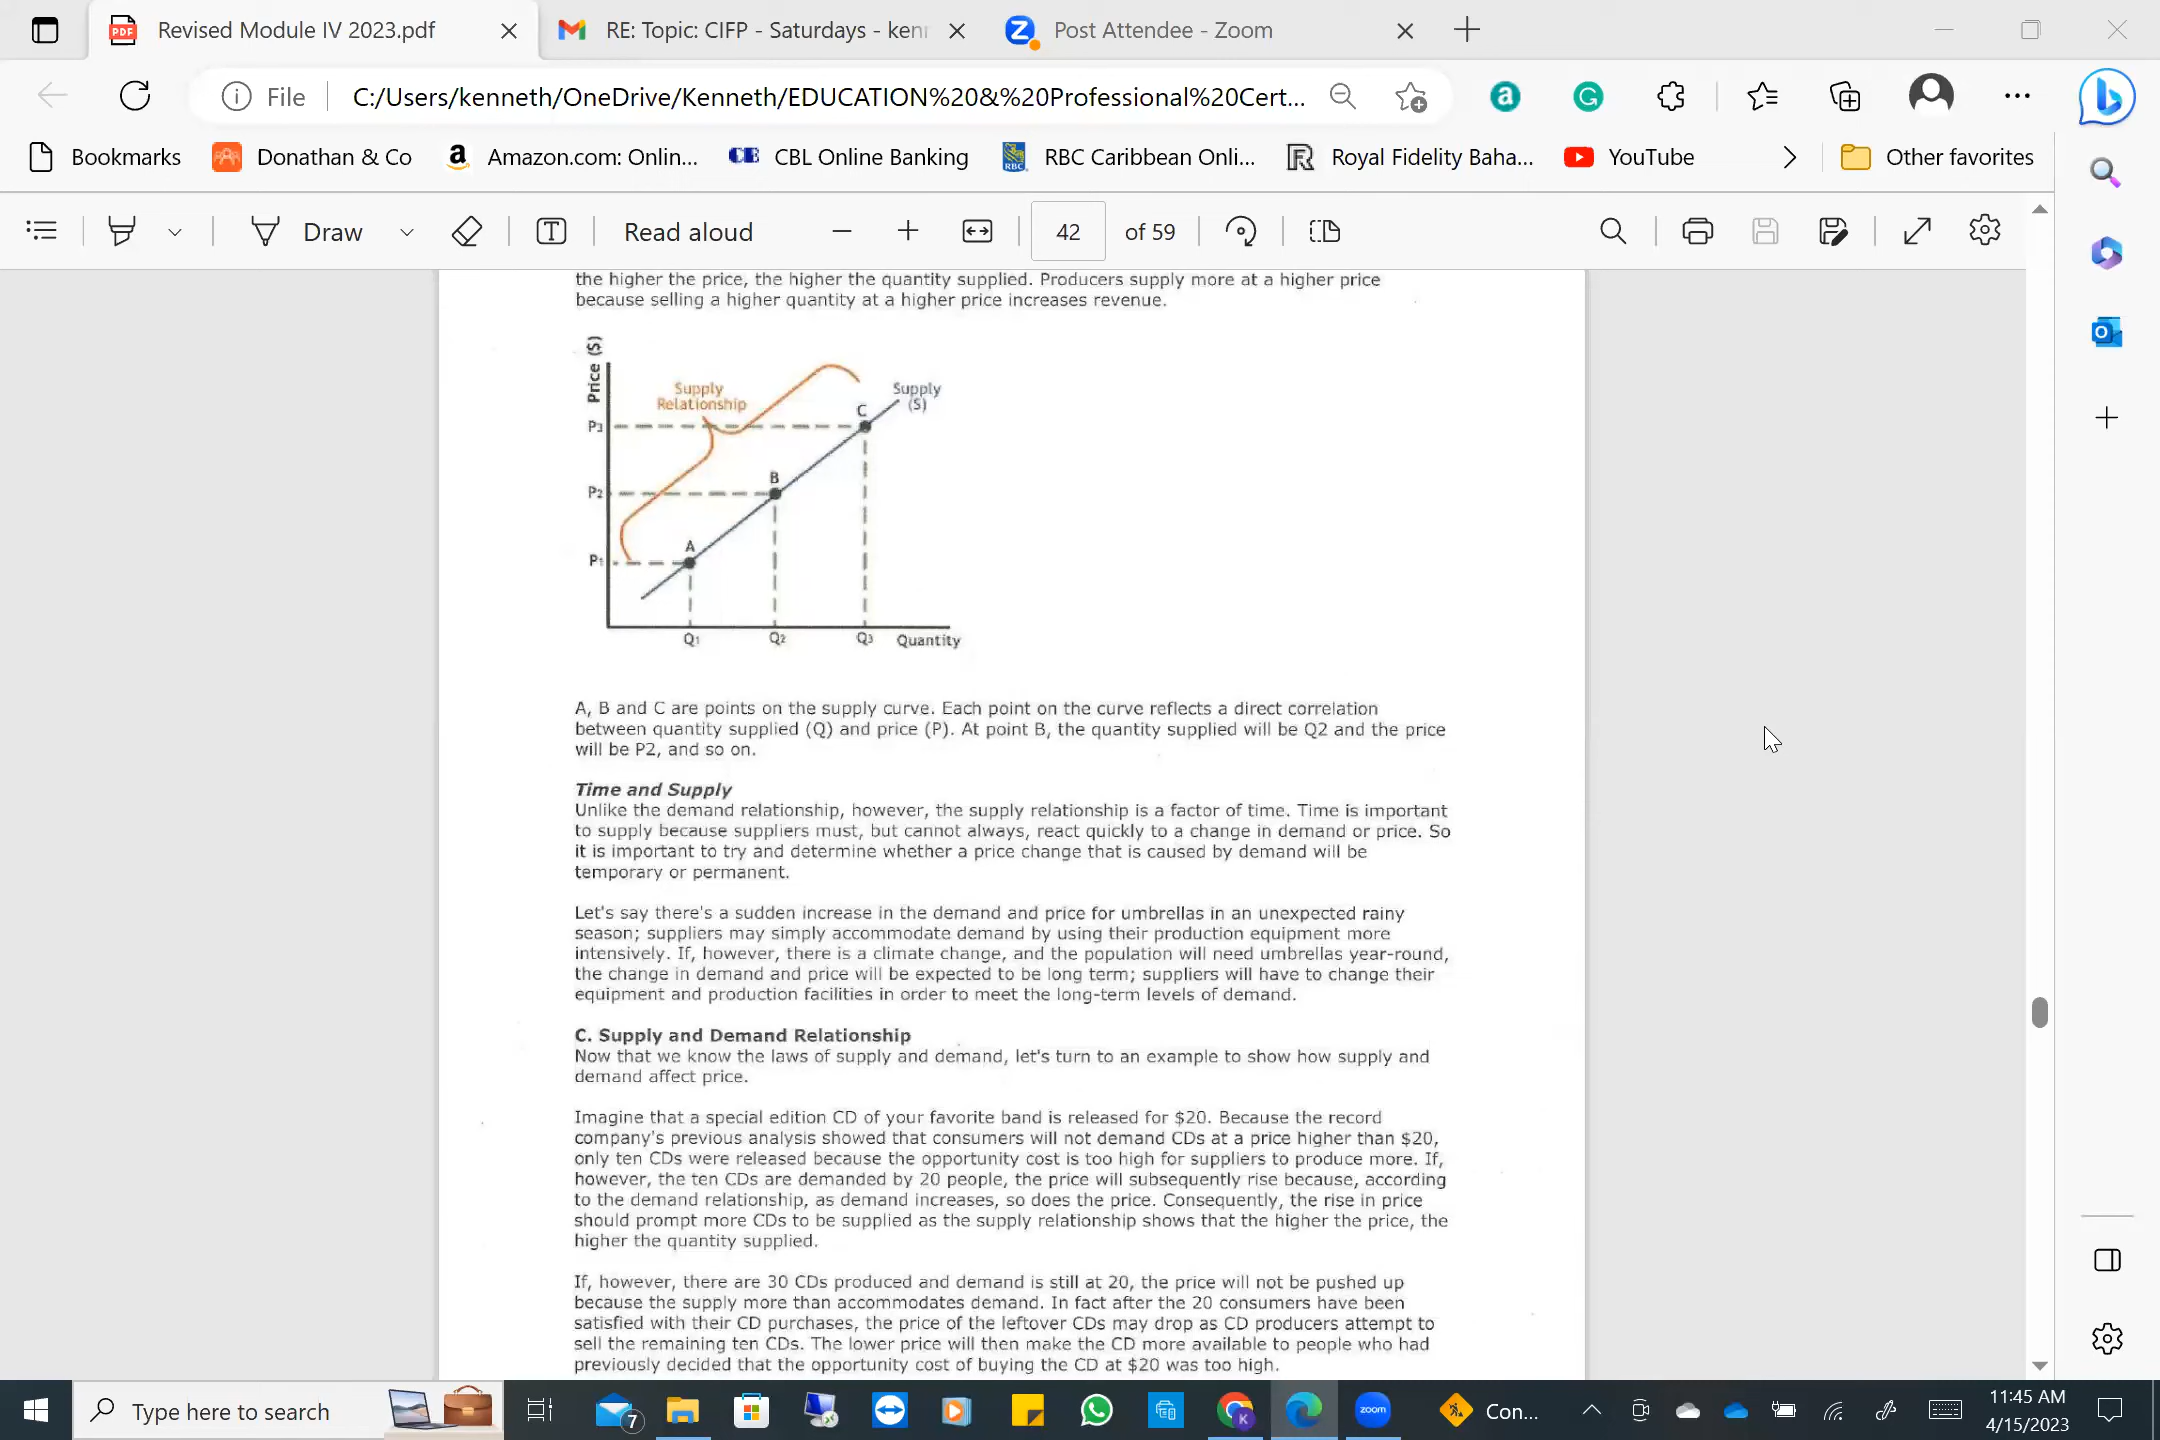 Revised Module IV 2023.pdf
RE: Topic: CIFP - Saturdays - kenn
Post Attendee - Zoom
File
C:/Users/kenneth/OneDrive/Kenneth/EDUCATION%20&%20Professional%20Cert...
Bookmarks
Donathan & Co
Amazon.com: Onlin...
CBL Online Banking
RBC Caribbean Onli...
Royal Fidelity Baha...
YouTube
Other favorites
Draw
Read aloud
42
of 59
the higher the price, the higher the quantity supplied. Producers supply more at a higher price
because selling a higher quantity at a higher price increases revenue.
Price ($)
Supply
Relationship
Supply
(S)
C
P3
B
P2
A
P1
Q1
Q2
Q3
Quantity
A, B and C are points on the supply curve. Each point on the curve reflects a direct correlation
between quantity supplied (Q) and price (P). At point B, the quantity supplied will be Q2 and the price
will be P2, and so on.
Time and Supply
Unlike the demand relationship, however, the supply relationship is a factor of time. Time is important
to supply because suppliers must, but cannot always, react quickly to a change in demand or price. So
it is important to try and determine whether a price change that is caused by demand will be
temporary or permanent.
Let's say there's a sudden increase in the demand and price for umbrellas in an unexpected rainy
season; suppliers may simply accommodate demand by using their production equipment more
intensively. If, however, there is a climate change, and the population will need umbrellas year-round,
the change in demand and price will be expected to be long term; suppliers will have to change their
equipment and production facilities in order to meet the long-term levels of demand.
C. Supply and Demand Relationship
Now that we know the laws of supply and demand, let's turn to an example to show how supply and
demand affect price.
Imagine that a special edition CD of your favorite band is released for $20. Because the record
company's previous analysis showed that consumers will not demand CDs at a price higher than $20,
only ten CDs were released because the opportunity cost is too high for suppliers to produce more. If,
however, the ten CDs are demanded by 20 people, the price will subsequently rise because, according
to the demand relationship, as demand increases, so does the price. Consequently, the rise in price
should prompt more CDs to be supplied as the supply relationship shows that the higher the price, the
higher the quantity supplied.
If, however, there are 30 CDs produced and demand is still at 20, the price will not be pushed up
because the supply more than accommodates demand. In fact after the 20 consumers have been
satisfied with their CD purchases, the price of the leftover CDs may drop as CD producers attempt to
sell the remaining ten CDs. The lower price will then make the CD more available to people who had
previously decided that the opportunity cost of buying the CD at $20 was too high.
Type here to search
7
K
zoom
Con...
11:45 AM
4/15/2023